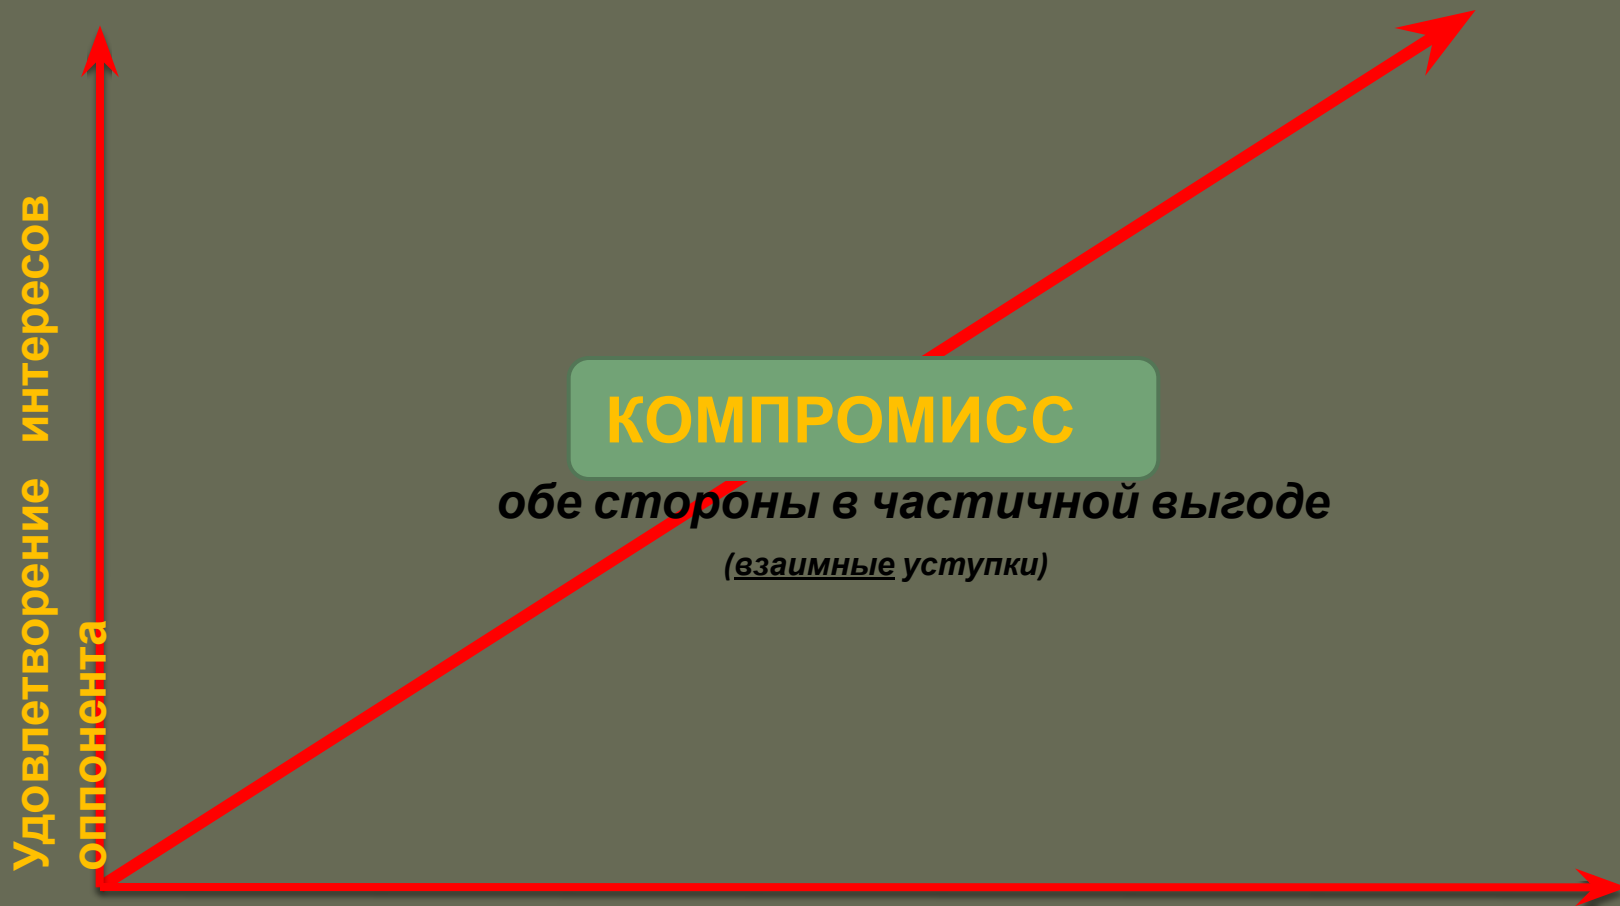 Удовлетворение интересов
оппонента
КОМПРОМИСС
обе стороны в частичной выгоде
(взаимные уступки)